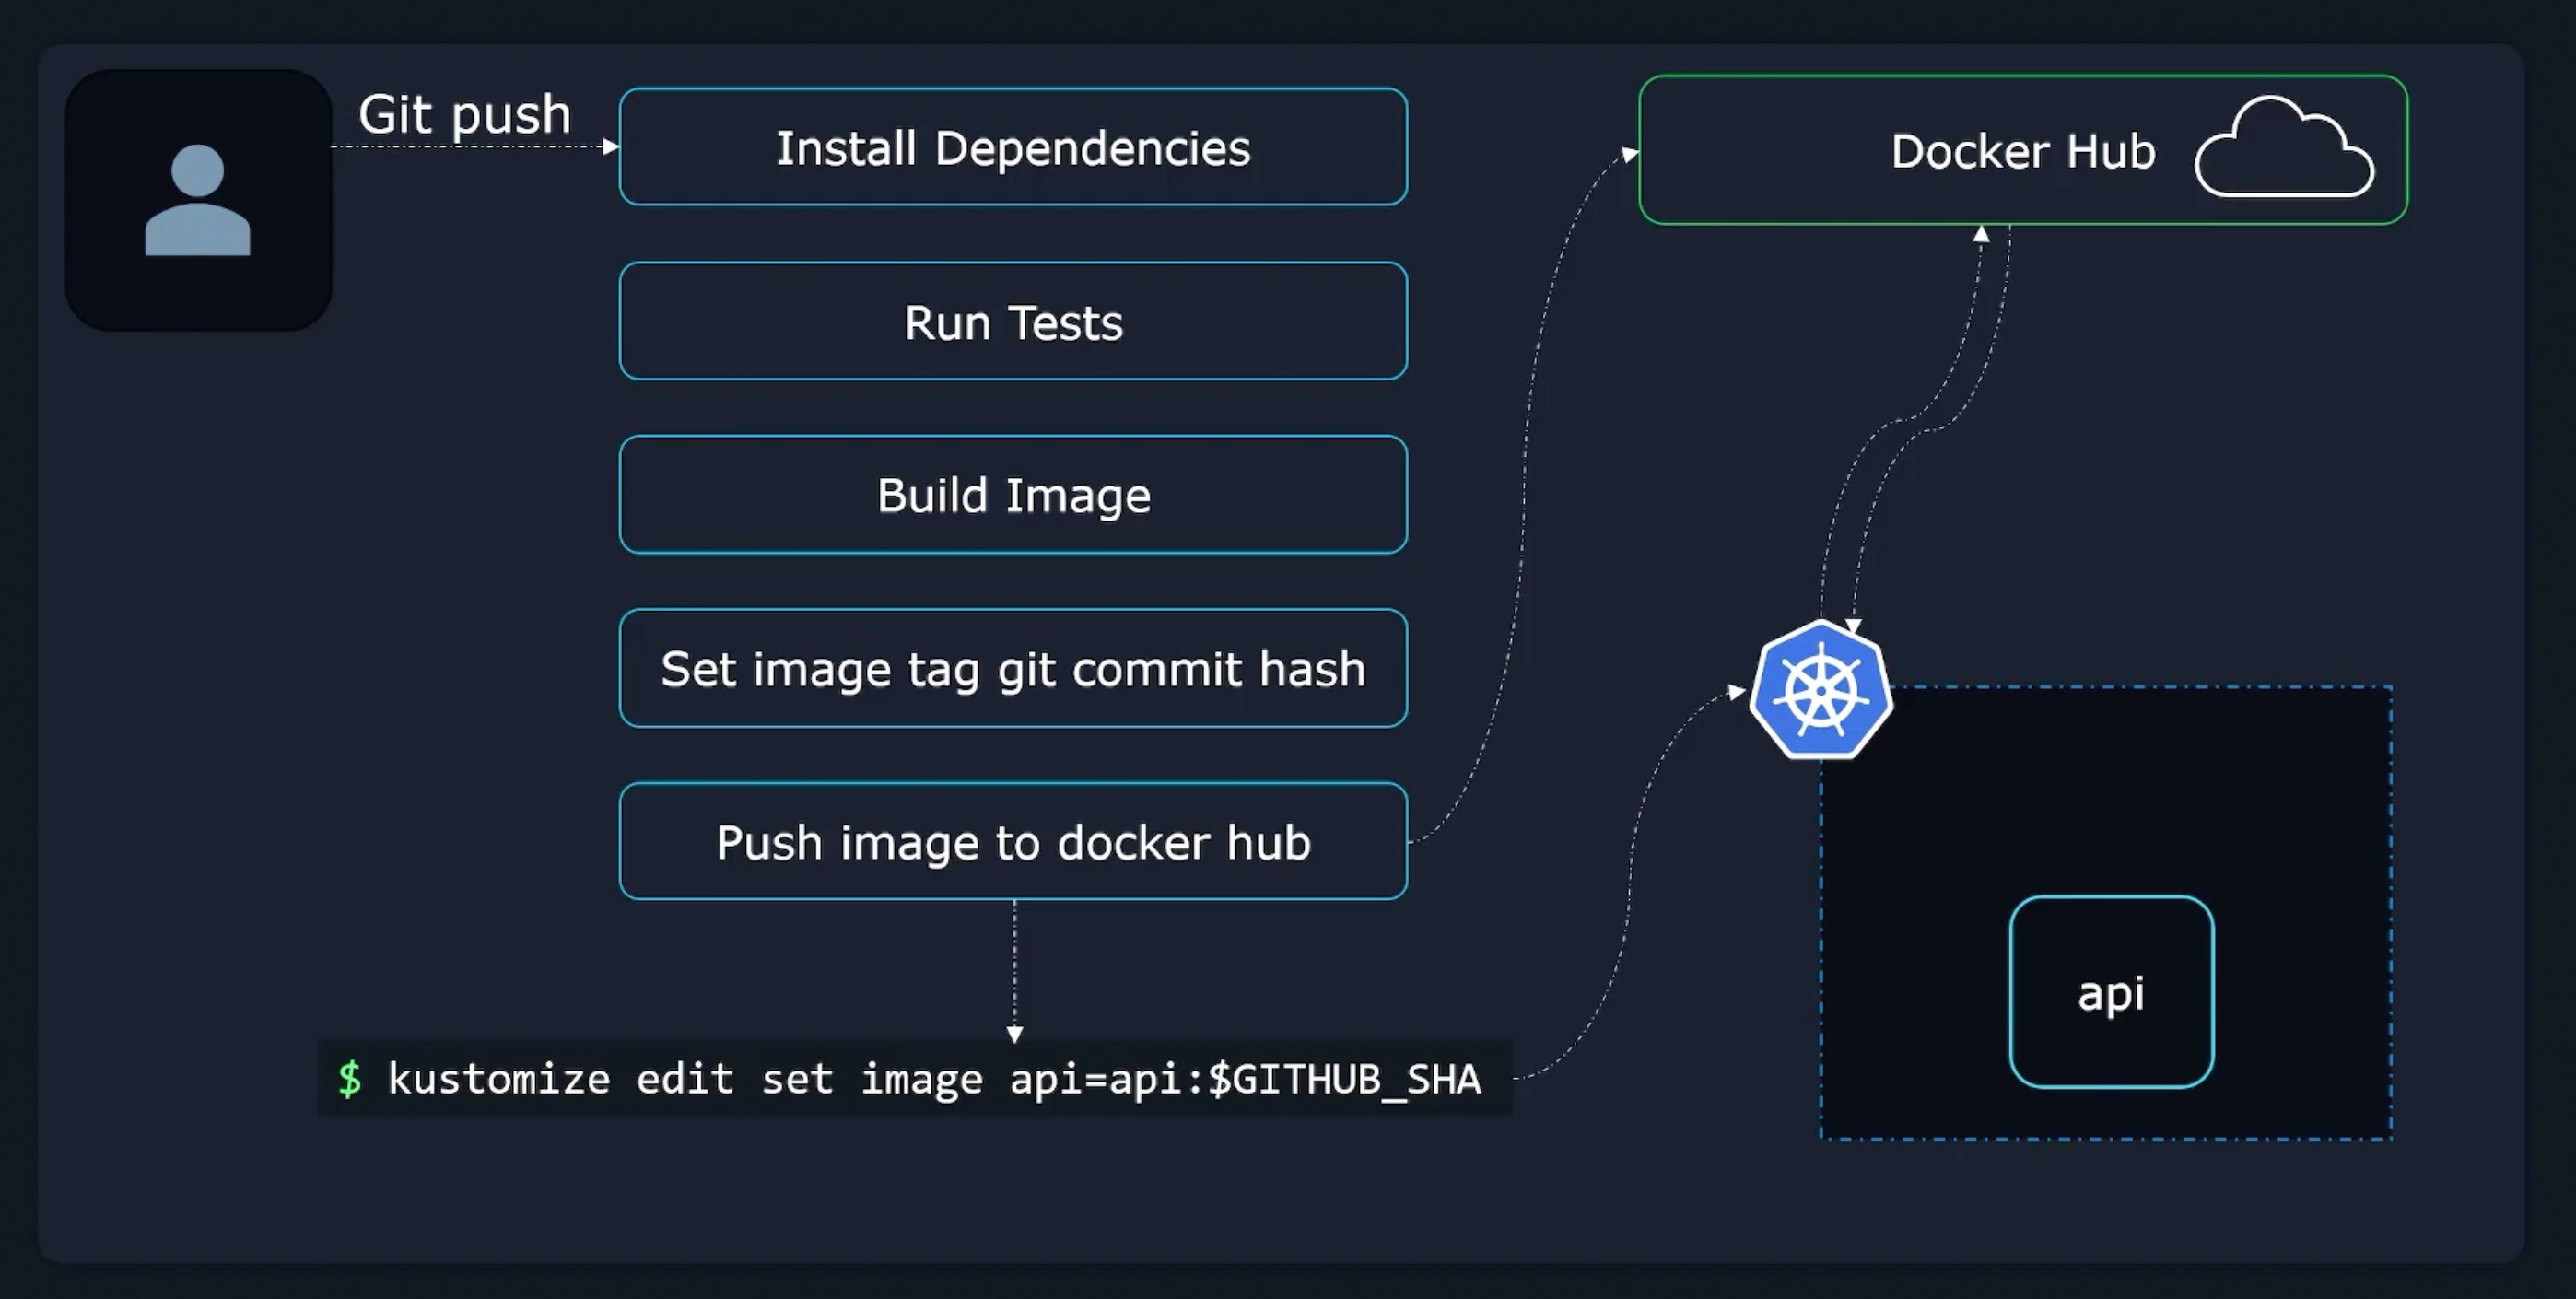 Git push
Install Dependencies
Run Tests
Build Image
Set image tag git commit hash
Push image to docker hub
$ kustomize edit set image api=api:$GITHUB_SHA
Docker Hub
api